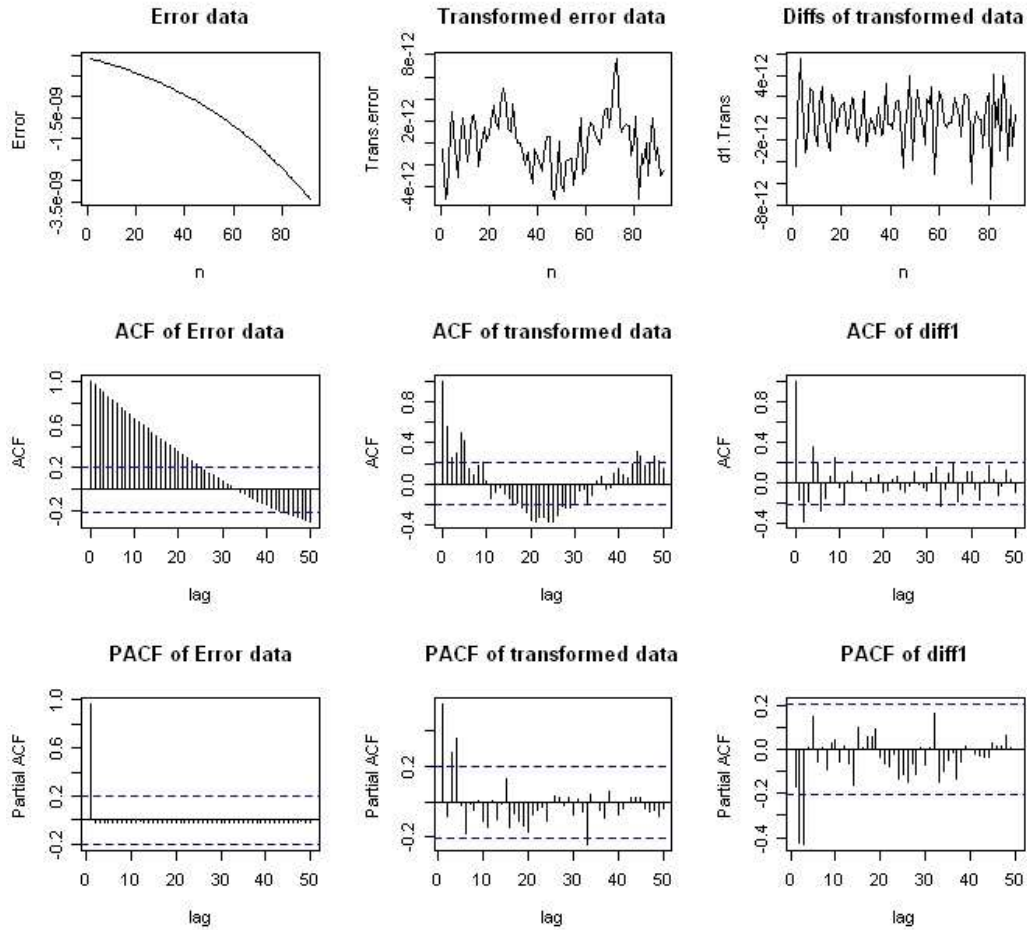 Error data
Error
-3.5e-09
-1.5e-09
0
20
40
60
80
n
Transformed error data
Trans.error
-4e-12
2e-12
8e-12
0
20
40
60
80
n
Diffs of transformed data
d1.Trans
-8e-12
-2e-12
4e-12
0
20
40
60
80
n
ACF of Error data
ACF
-0.2
0.2
0.6
1.0
0
10
20
30
40
50
lag
ACF of transformed data
ACF
-0.4
0.0
0.4
0.8
0
10
20
30
40
50
lag
ACF of diff1
ACF
-0.4
0.0
0.4
0.8
0
10
20
30
40
50
lag
PACF of Error data
Partial ACF
-0.2
0.2
0.6
1.0
0
10
20
30
40
50
lag
PACF of transformed data
Partial ACF
-0.2
0.2
0
10
20
30
40
50
lag
PACF of diff1
Partial ACF
-0.4
-0.2
0.0
0.2
0
10
20
30
40
50
lag